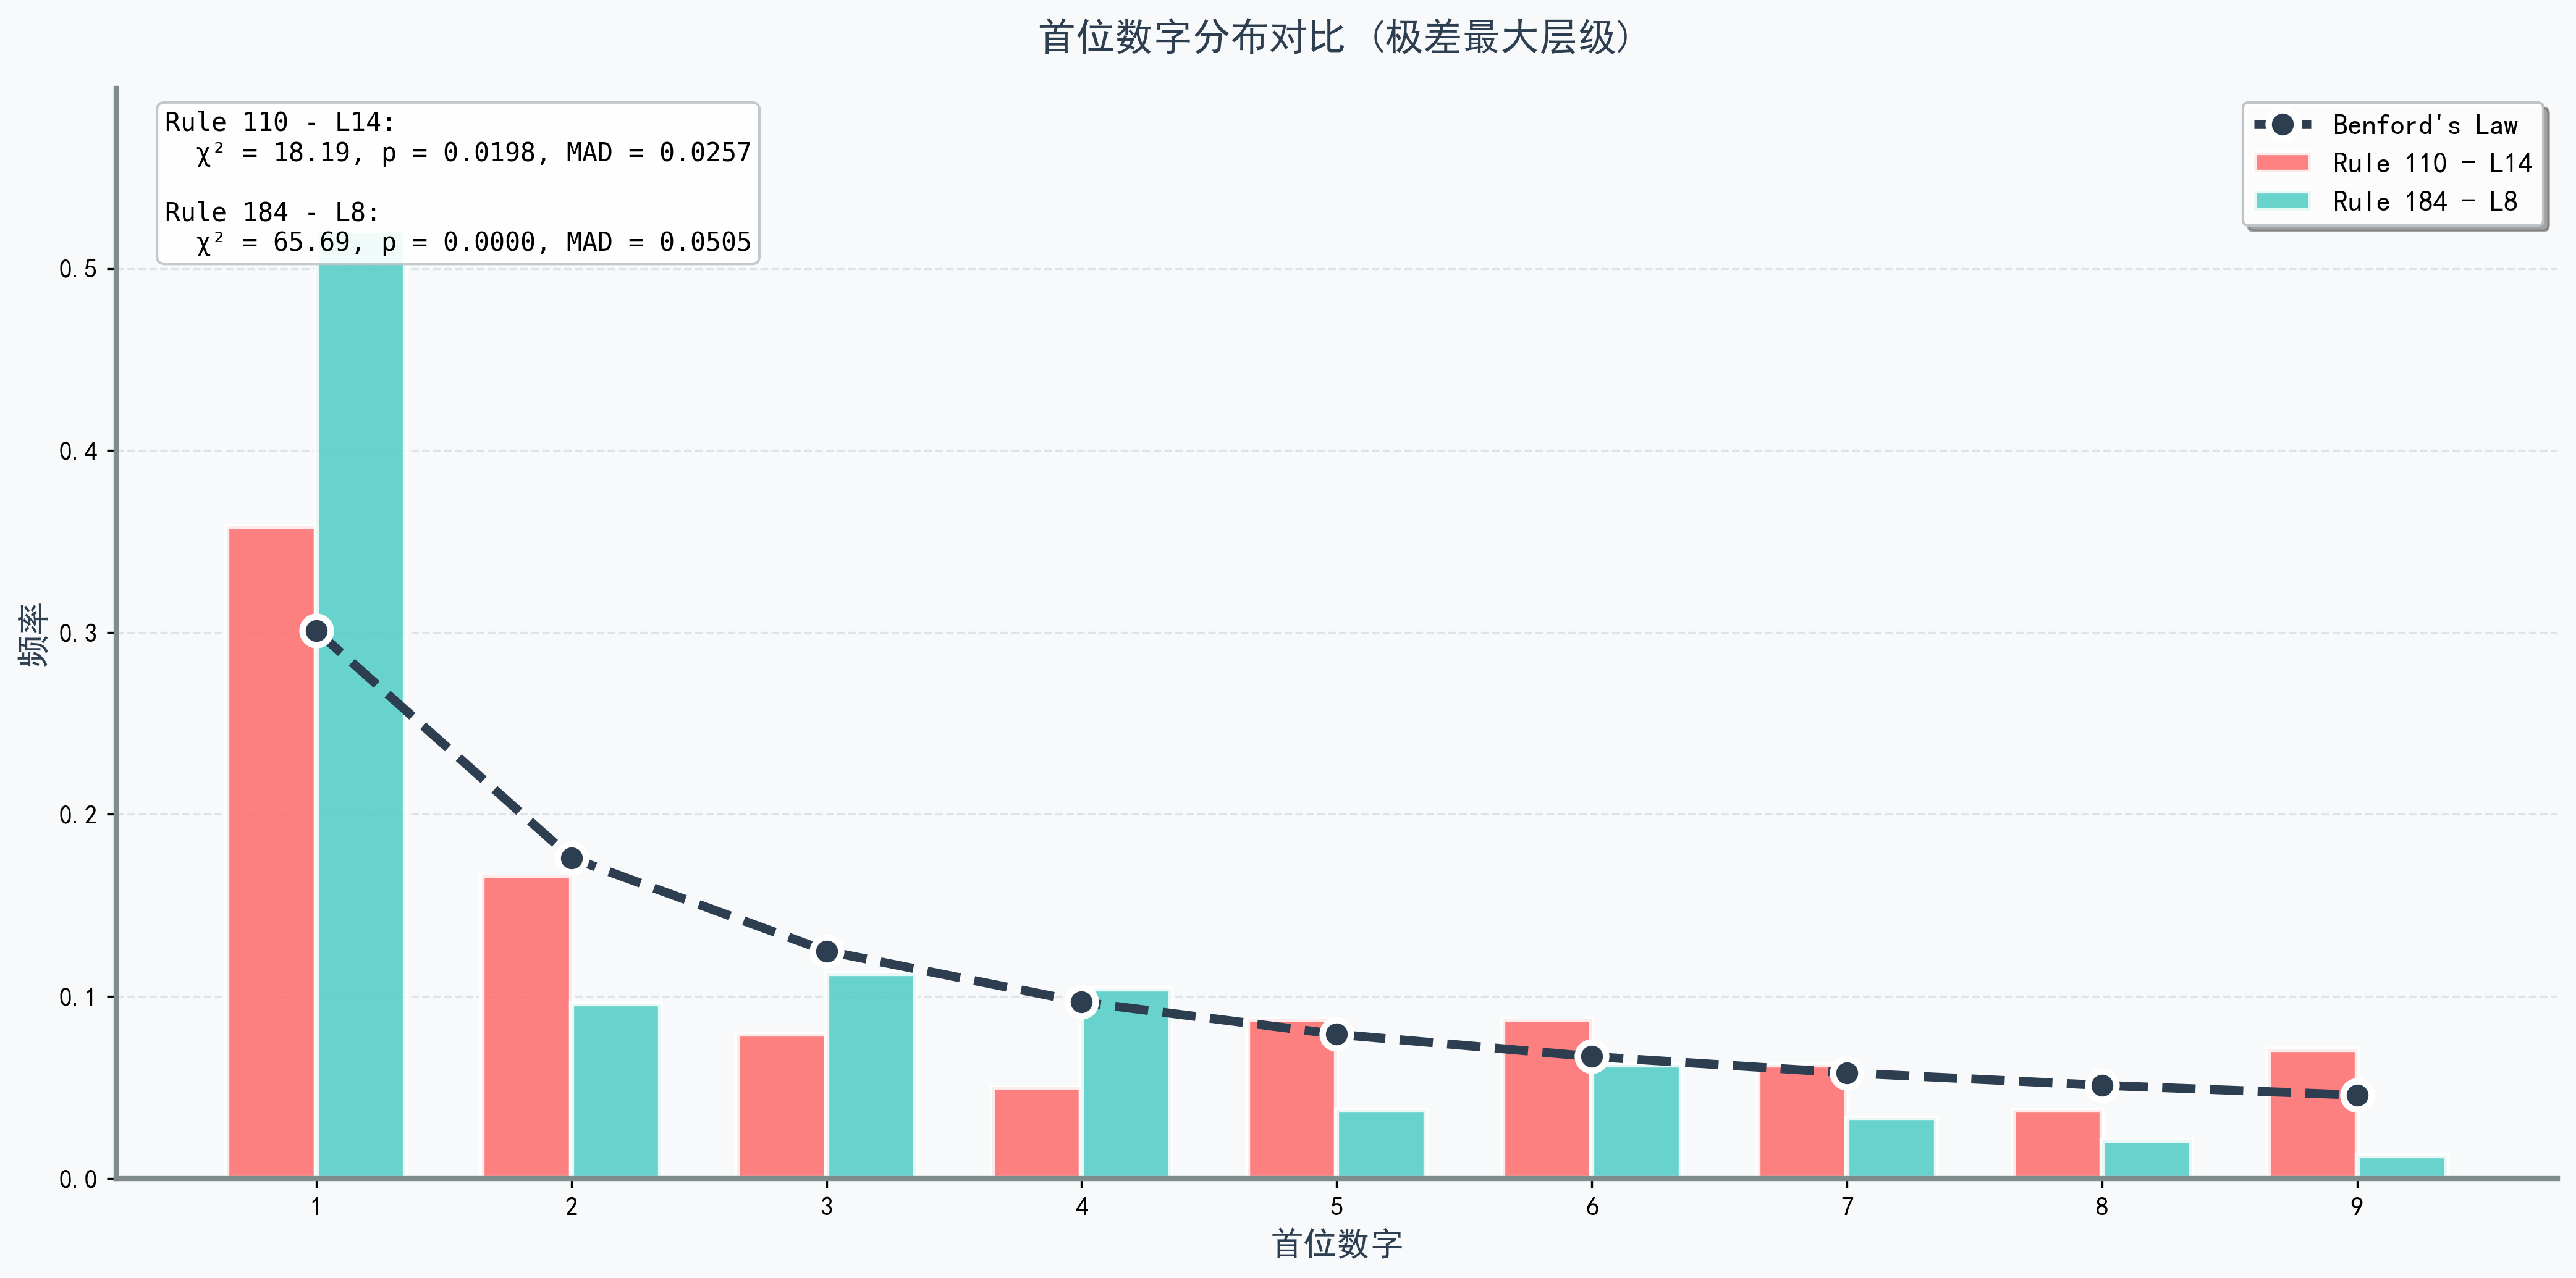 首位数字分布对比 (极差最大层级)
Rule 110 - L14:
χ² = 18.19, p = 0.0198, MAD = 0.0257
Rule 184 - L8:
χ² = 65.69, p = 0.0000, MAD = 0.0505
Benford's Law
Rule 110 - L14
Rule 184 - L8
频率
0.5
0.4
0.3
0.2
0.1
0.0
1 2 3 4 5 6 7 8 9
首位数字